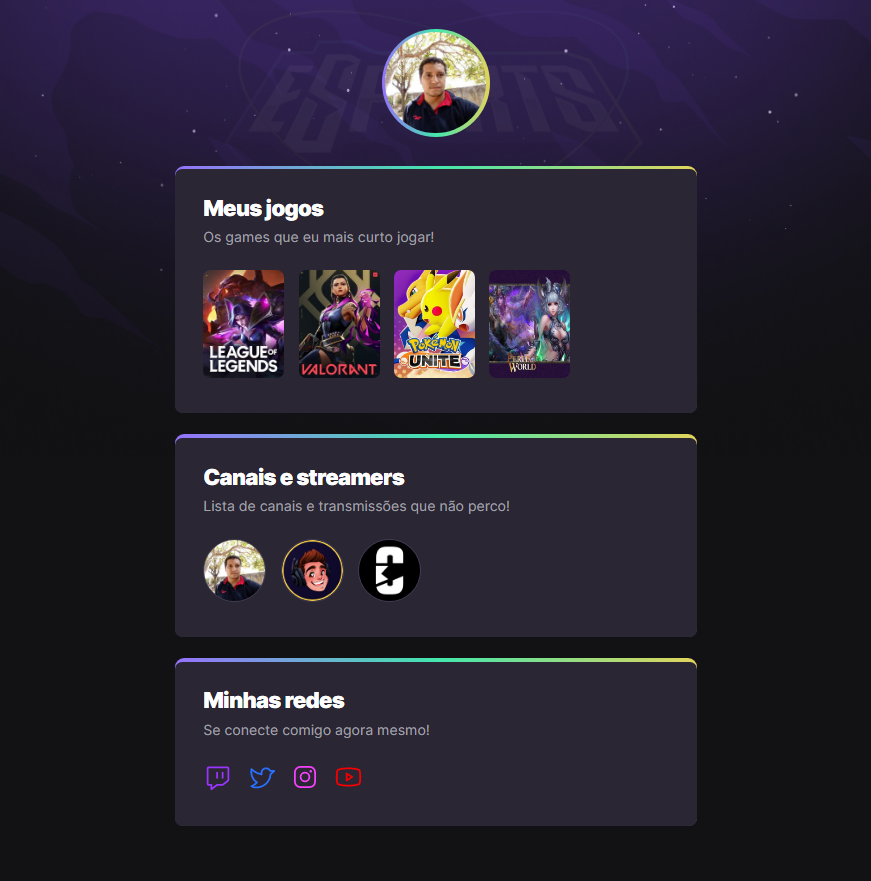 ESPORTS
Meus jogos
Os games que eu mais curto jogar!
LEAGUE OF
LEGENDS
VALORANT
POKÉMON
UNITE
PERFECT
WORLD
Canais e streamers
Lista de canais e transmissões que não perco!
Minhas redes
Se conecte comigo agora mesmo!